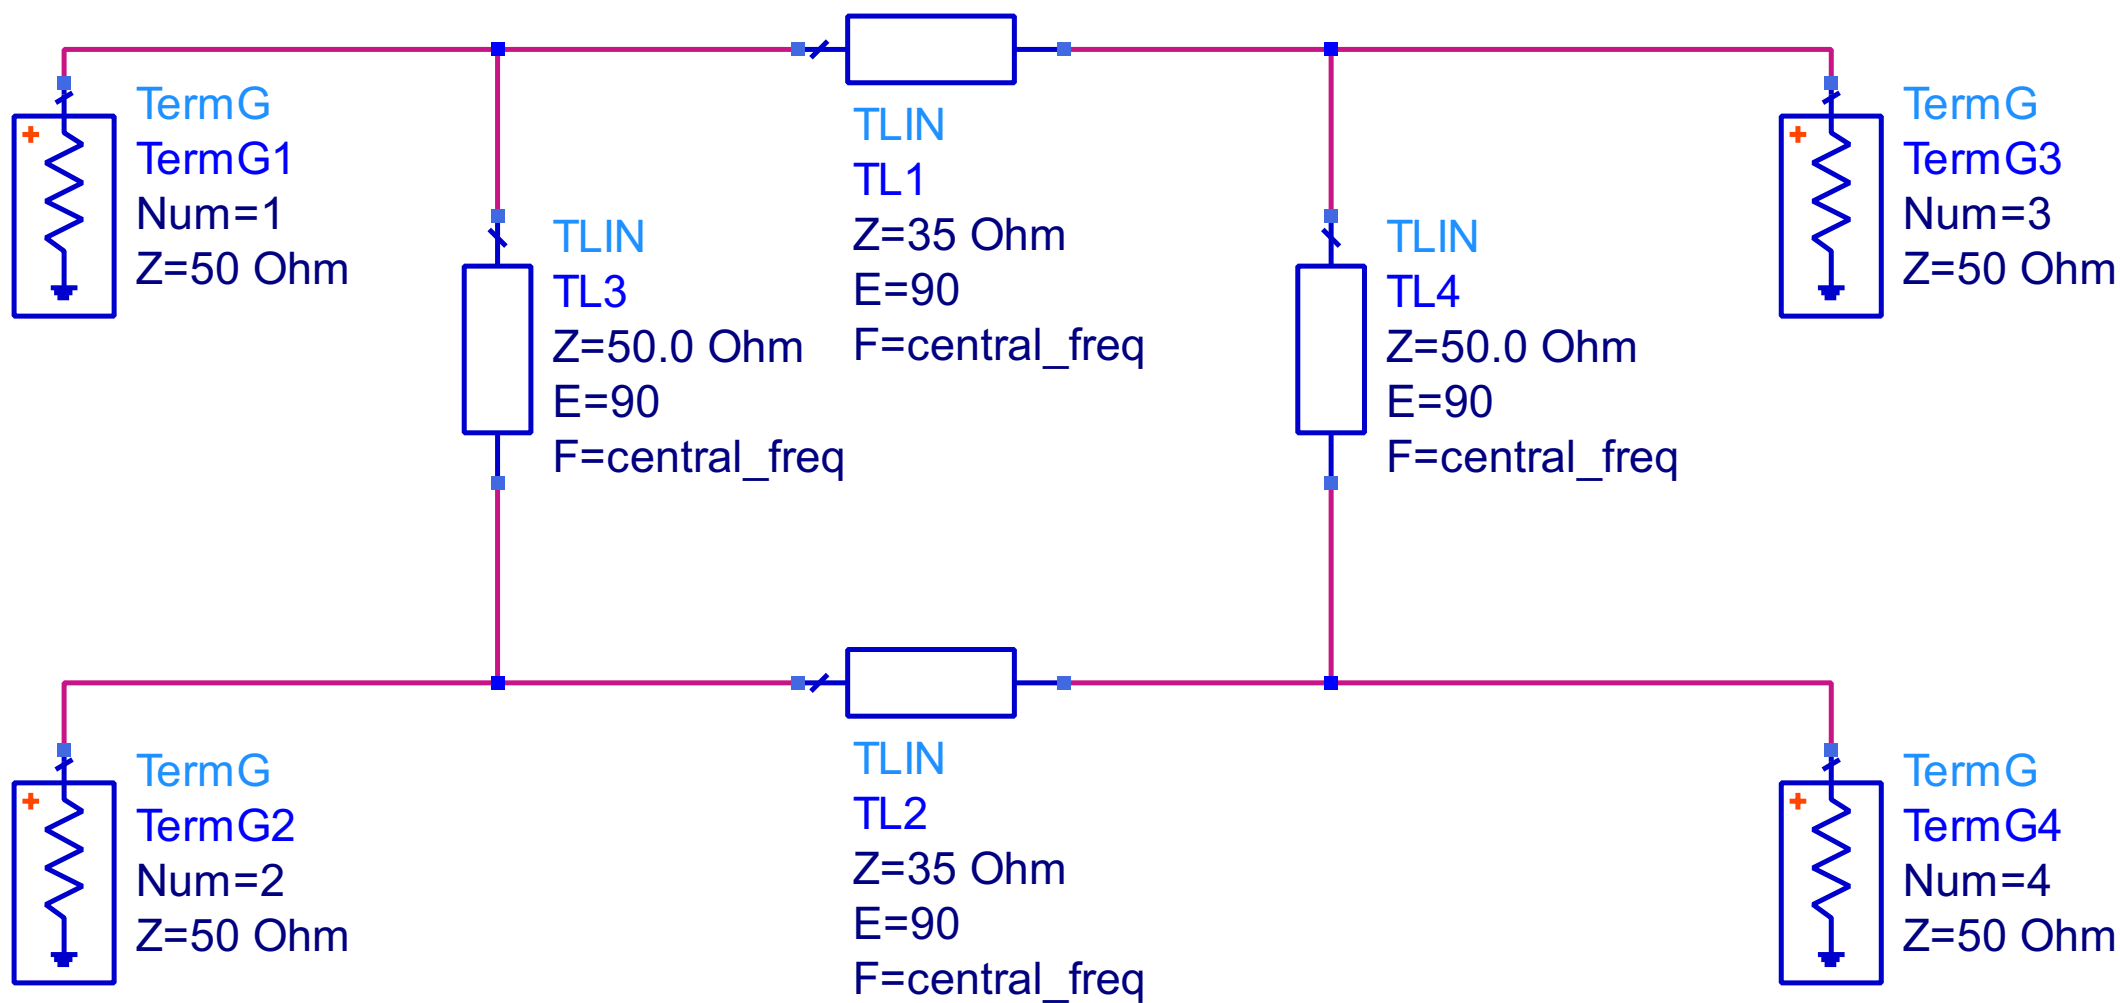 TermG
TermG1
Num=1
Z=50 Ohm
TLIN
TL3
Z=50.0 Ohm
E=90
F=central_freq
TLIN
TL1
Z=35 Ohm
E=90
F=central_freq
TLIN
TL4
Z=50.0 Ohm
E=90
F=central_freq
TermG
TermG3
Num=3
Z=50 Ohm
TermG
TermG2
Num=2
Z=50 Ohm
TLIN
TL2
Z=35 Ohm
E=90
F=central_freq
TermG
TermG4
Num=4
Z=50 Ohm